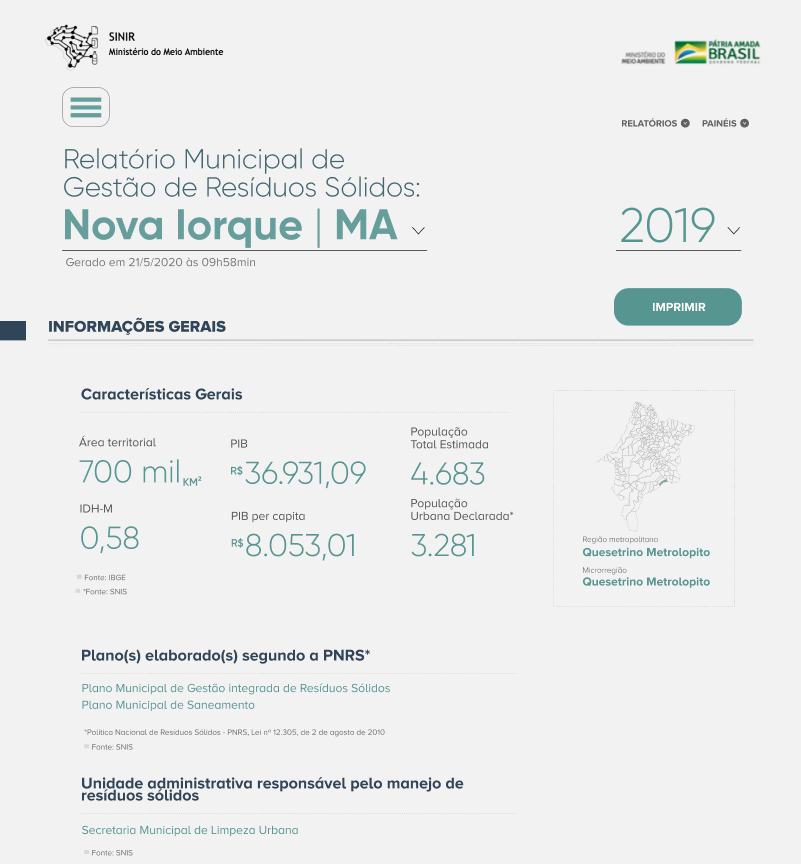 SINIR
Ministério do Meio Ambiente
MINISTÉRIO DO
MEIO AMBIENTE
PÁTRIA AMADA
BRASIL
GOVERNO FEDERAL
RELATÓRIOS
PAINÉIS
Relatório Municipal de
Gestão de Resíduos Sólidos:
Nova Iorque | MA
2019
Gerado em 21/5/2020 às 09h58min
IMPRIMIR
INFORMAÇÕES GERAIS
Características Gerais
Área territorial
700 mil KM²
PIB
R$ 36.931,09
População
Total Estimada
4.683
IDH-M
0,58
PIB per capita
R$ 8.053,01
População
Urbana Declarada*
3.281
Fonte: IBGE
*Fonte: SNIS
Região metropolitano
Quesetrino Metrolopito
Microrregião
Quesetrino Metrolopito
Plano(s) elaborado(s) segundo a PNRS*
Plano Municipal de Gestão integrada de Resíduos Sólidos
Plano Municipal de Saneamento
*Política Nacional de Resíduos Sólidos - PNRS, Lei nº 12.305, de 2 de agosto de 2010
Fonte: SNIS
Unidade administrativa responsável pelo manejo de
resíduos sólidos
Secretaria Municipal de Limpeza Urbana
Fonte: SNIS